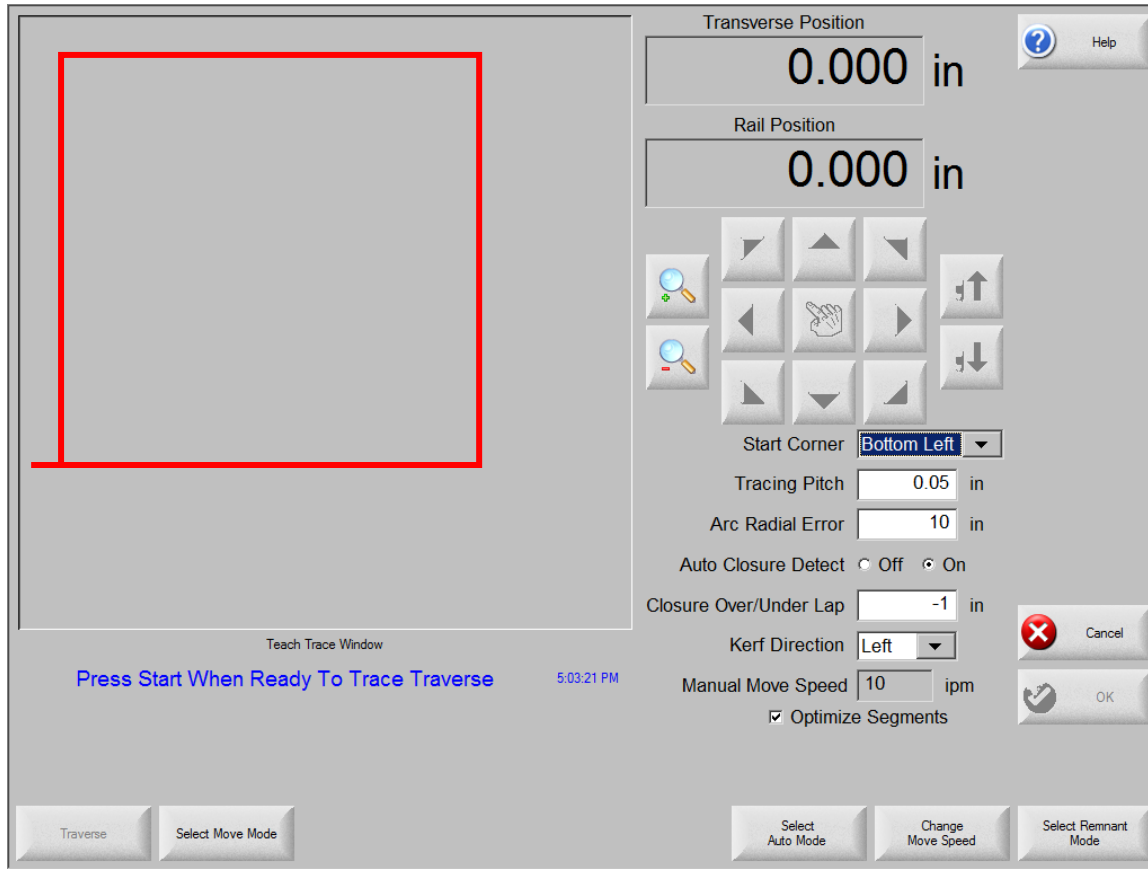 Transverse Position
0.000 in
Help
Rail Position
0.000 in
Start Corner Bottom Left
Tracing Pitch 0.05 in
Arc Radial Error 10 in
Auto Closure Detect Off On
Closure Over/Under Lap -1 in
Kerf Direction Left
Manual Move Speed 10 ipm
Optimize Segments
Cancel
OK
Teach Trace Window
Press Start When Ready To Trace Traverse 5:03:21 PM
Traverse
Select Move Mode
Select
Auto Mode
Change
Move Speed
Select Remnant
Mode